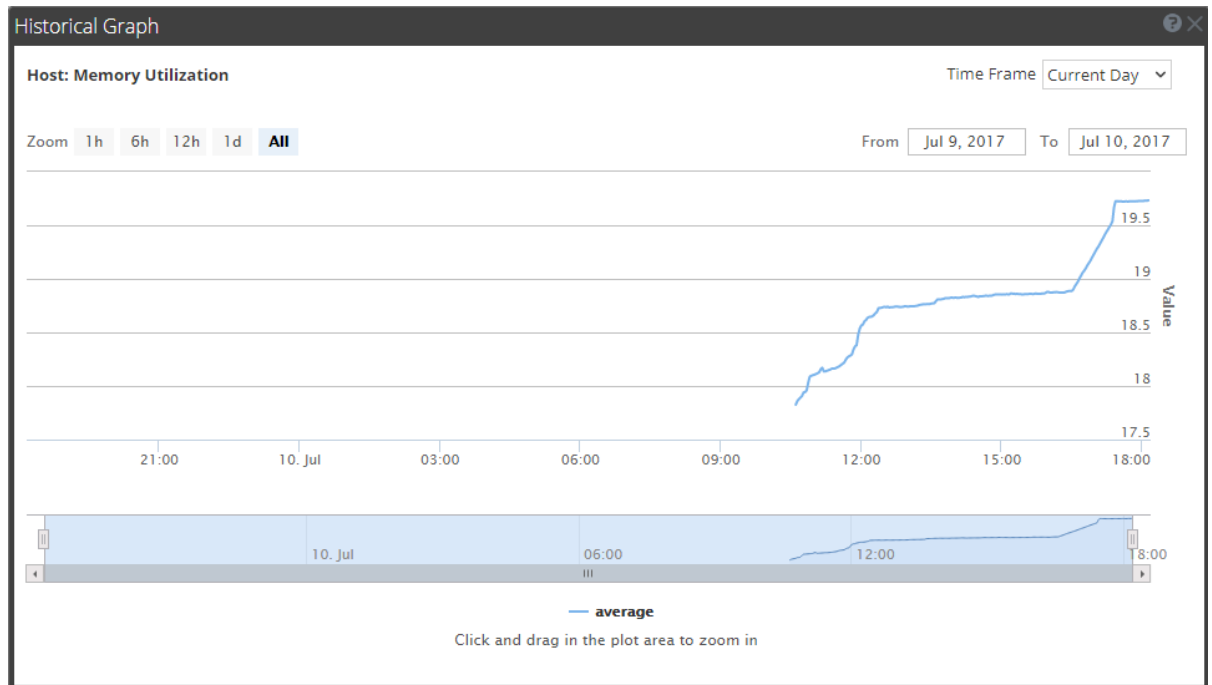 Historical Graph
Host: Memory Utilization
Time Frame Current Day
Zoom 1h 6h 12h 1d All
From Jul 9, 2017 To Jul 10, 2017
19.5
19
Value
18.5
18
17.5
21:00 10. Jul 03:00 06:00 09:00 12:00 15:00 18:00
10. Jul 06:00 12:00 18:00
average
Click and drag in the plot area to zoom in